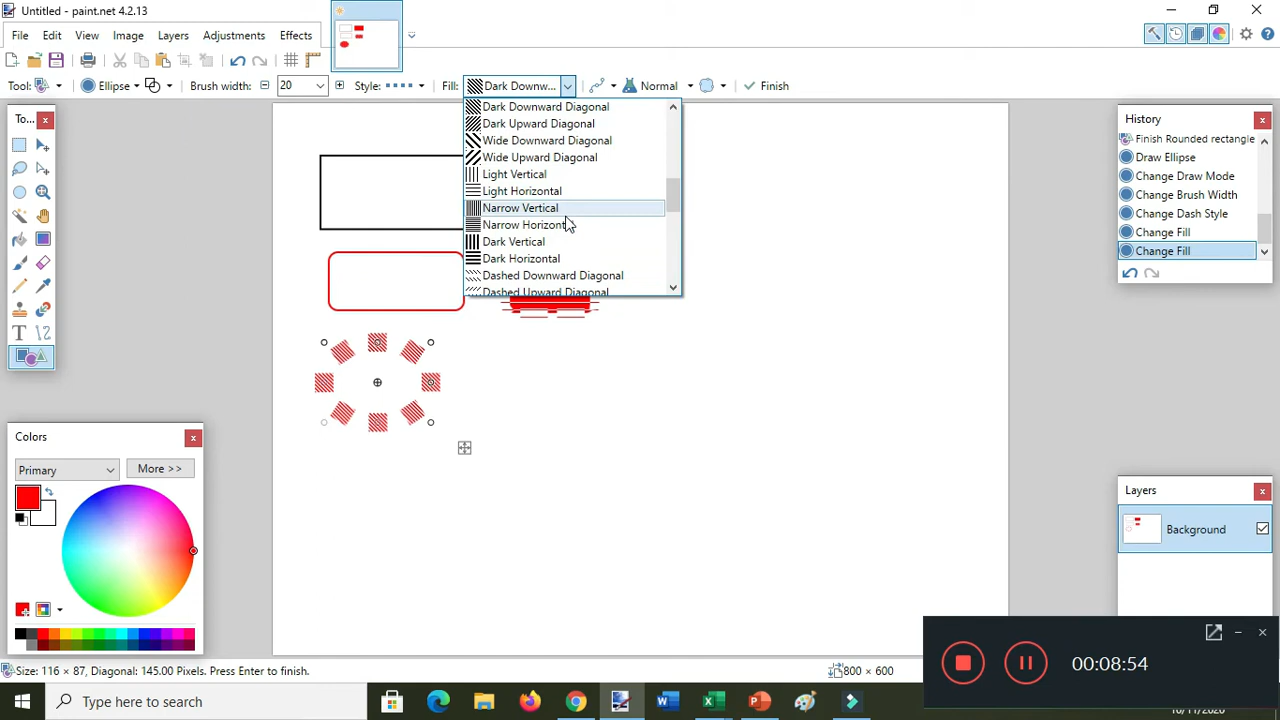 Untitled - paint.net 4.2.13
File Edit View Image Layers Adjustments Effects
Tool: Ellipse Brush width: 20 Style: Fill: Dark Downw... Normal Finish
To...
Dark Downward Diagonal
Dark Upward Diagonal
Wide Downward Diagonal
Wide Upward Diagonal
Light Vertical
Light Horizontal
Narrow Vertical
Narrow Horizont
Dark Vertical
Dark Horizontal
Dashed Downward Diagonal
Dashed Upward Diagonal
History
Finish Rounded rectangle
Draw Ellipse
Change Draw Mode
Change Brush Width
Change Dash Style
Change Fill
Change Fill
Colors
Primary
More >>
Layers
Background
00:08:54
Size: 116 × 87, Diagonal: 145.00 Pixels. Press Enter to finish.
800 × 600
Type here to search